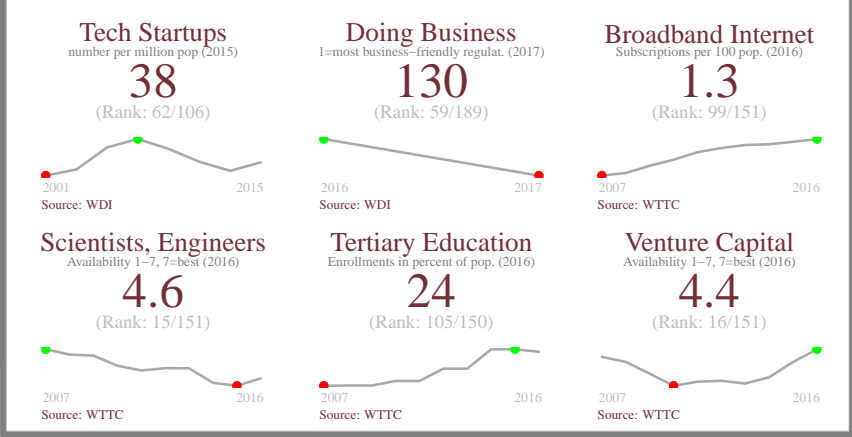 Tech Startups
number per million pop (2015)
38
(Rank: 62/106)
2001 2015
Source: WDI
Doing Business
1=most business−friendly regulat. (2017)
130
(Rank: 59/189)
2016 2017
Source: WDI
Broadband Internet
Subscriptions per 100 pop. (2016)
1.3
(Rank: 99/151)
2007 2016
Source: WTTC
Scientists, Engineers
Availability 1−7, 7=best (2016)
4.6
(Rank: 15/151)
2007 2016
Source: WTTC
Tertiary Education
Enrollments in percent of pop. (2016)
24
(Rank: 105/150)
2007 2016
Source: WTTC
Venture Capital
Availability 1−7, 7=best (2016)
4.4
(Rank: 16/151)
2007 2016
Source: WTTC